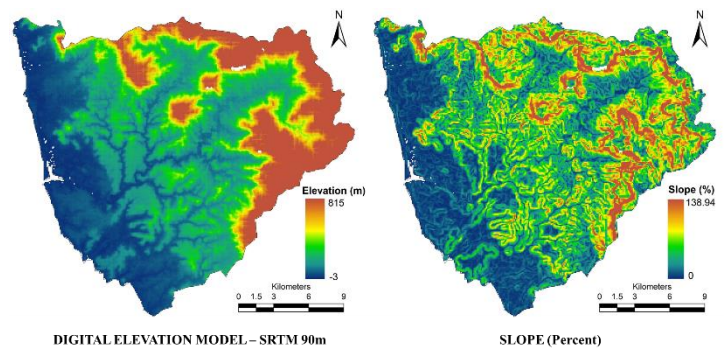 N
Elevation (m)
815
-3
Kilometers
0 1.5 3 6 9
DIGITAL ELEVATION MODEL – SRTM 90m
N
Slope (%)
138.94
0
Kilometers
0 1.5 3 6 9
SLOPE (Percent)